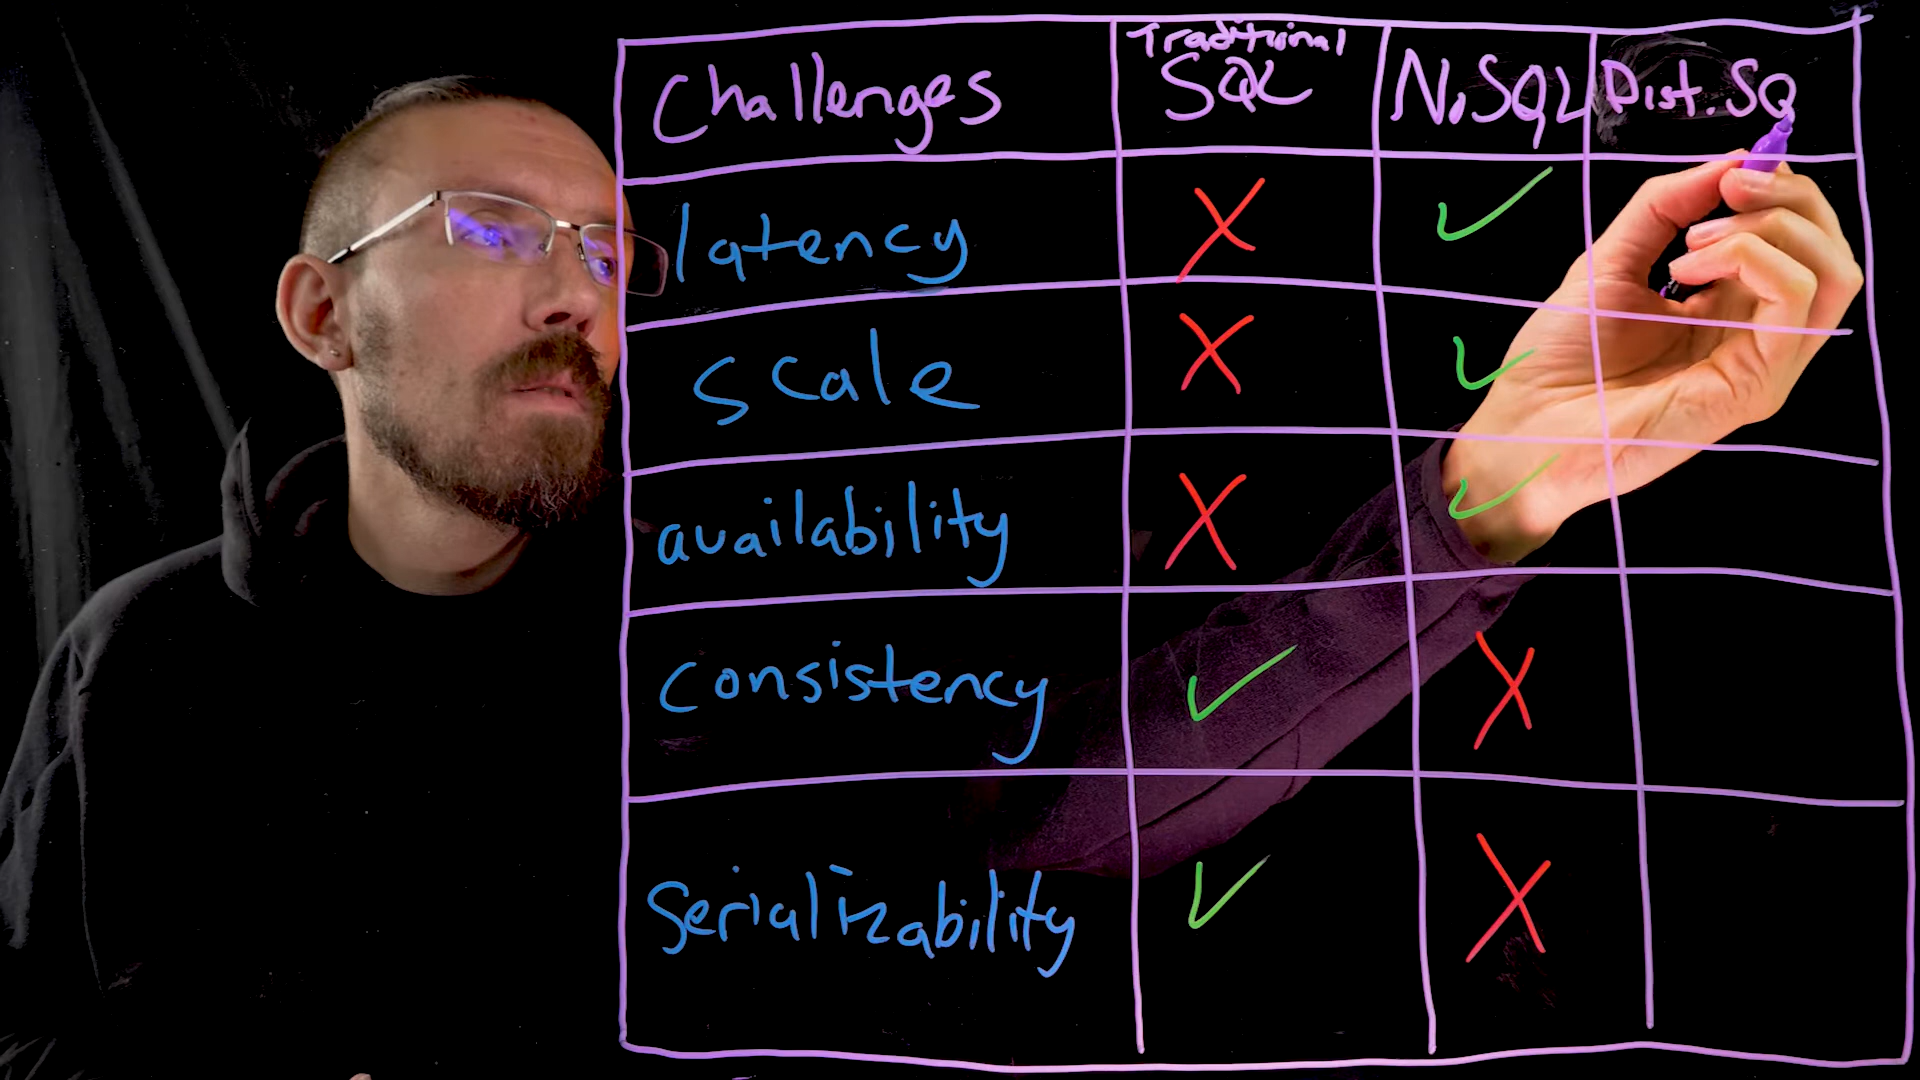 Challenges Traditional SQL NoSQL Dist. SQ
latency ✗ ✓
scale ✗ ✓
availability ✗ ✓
Consistency ✓ ✗
Serializability ✓ ✗